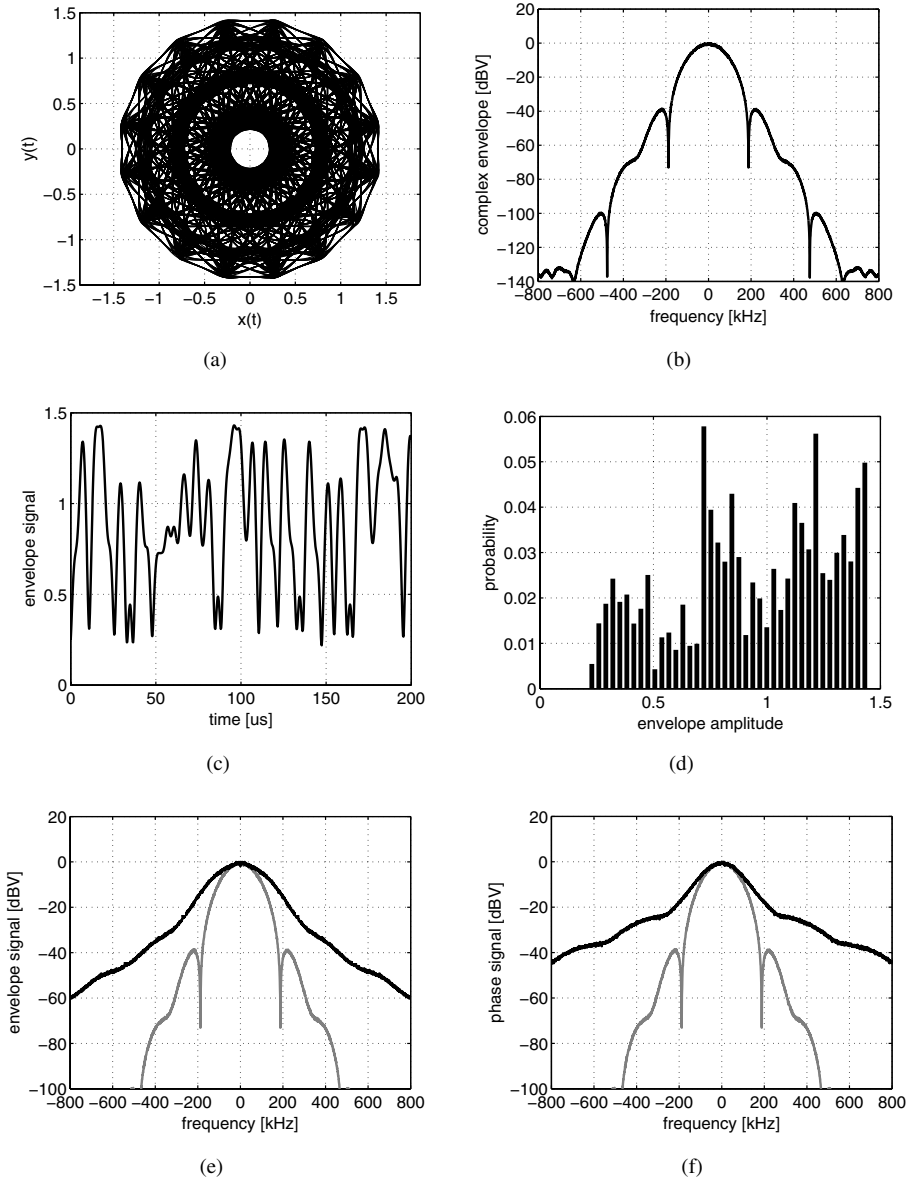 1.5
1
0.5
0
−0.5
−1
−1.5
y(t)
−1.5 −1 −0.5 0 0.5 1 1.5
x(t)
(a)
20
0
−20
−40
−60
−80
−100
−120
−140
complex envelope [dBV]
−800 −600 −400 −200 0 200 400 600 800
frequency [kHz]
(b)
1.5
1
0.5
0
envelope signal
0 50 100 150 200
time [us]
(c)
0.06
0.05
0.04
0.03
0.02
0.01
0
probability
0 0.5 1 1.5
envelope amplitude
(d)
20
0
−20
−40
−60
−80
−100
envelope signal [dBV]
−800 −600 −400 −200 0 200 400 600 800
frequency [kHz]
(e)
20
0
−20
−40
−60
−80
−100
phase signal [dBV]
−800 −600 −400 −200 0 200 400 600 800
frequency [kHz]
(f)